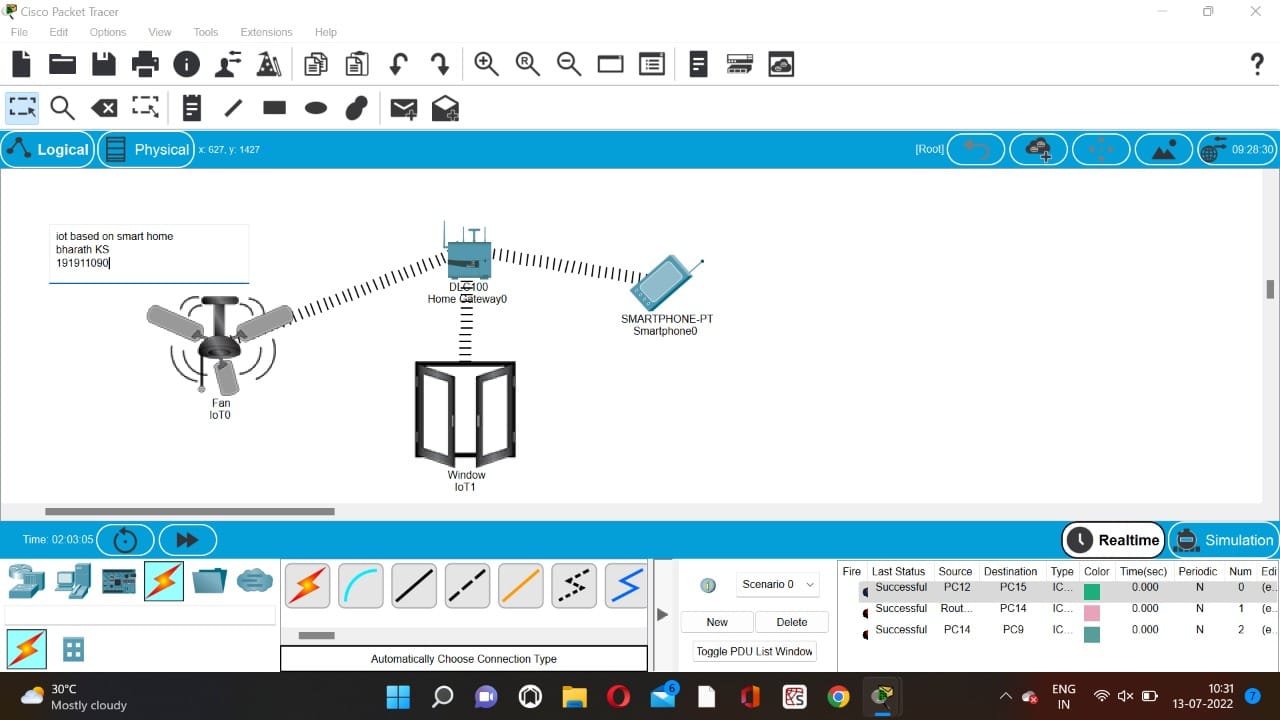 Cisco Packet Tracer
File Edit Options View Tools Extensions Help
Logical Physical x: 627, y: 1427 [Root] 09:28:30
iot based on smart home
bharath KS
191911090
DLC100
Home Gateway0
SMARTPHONE-PT
Smartphone0
Fan
IoT0
Window
IoT1
Time: 02:03:05 Realtime Simulation
Scenario 0
New Delete
Toggle PDU List Window
Automatically Choose Connection Type
Fire Last Status Source Destination Type Color Time(sec) Periodic Num Edi
Successful PC12 PC15 IC... 0.000 N 0 (e..
Successful Rout... PC14 IC... 0.000 N 1 (e..
Successful PC14 PC9 IC... 0.000 N 2 (e..
30°C
Mostly cloudy
6
ENG
IN
10:31
13-07-2022
7